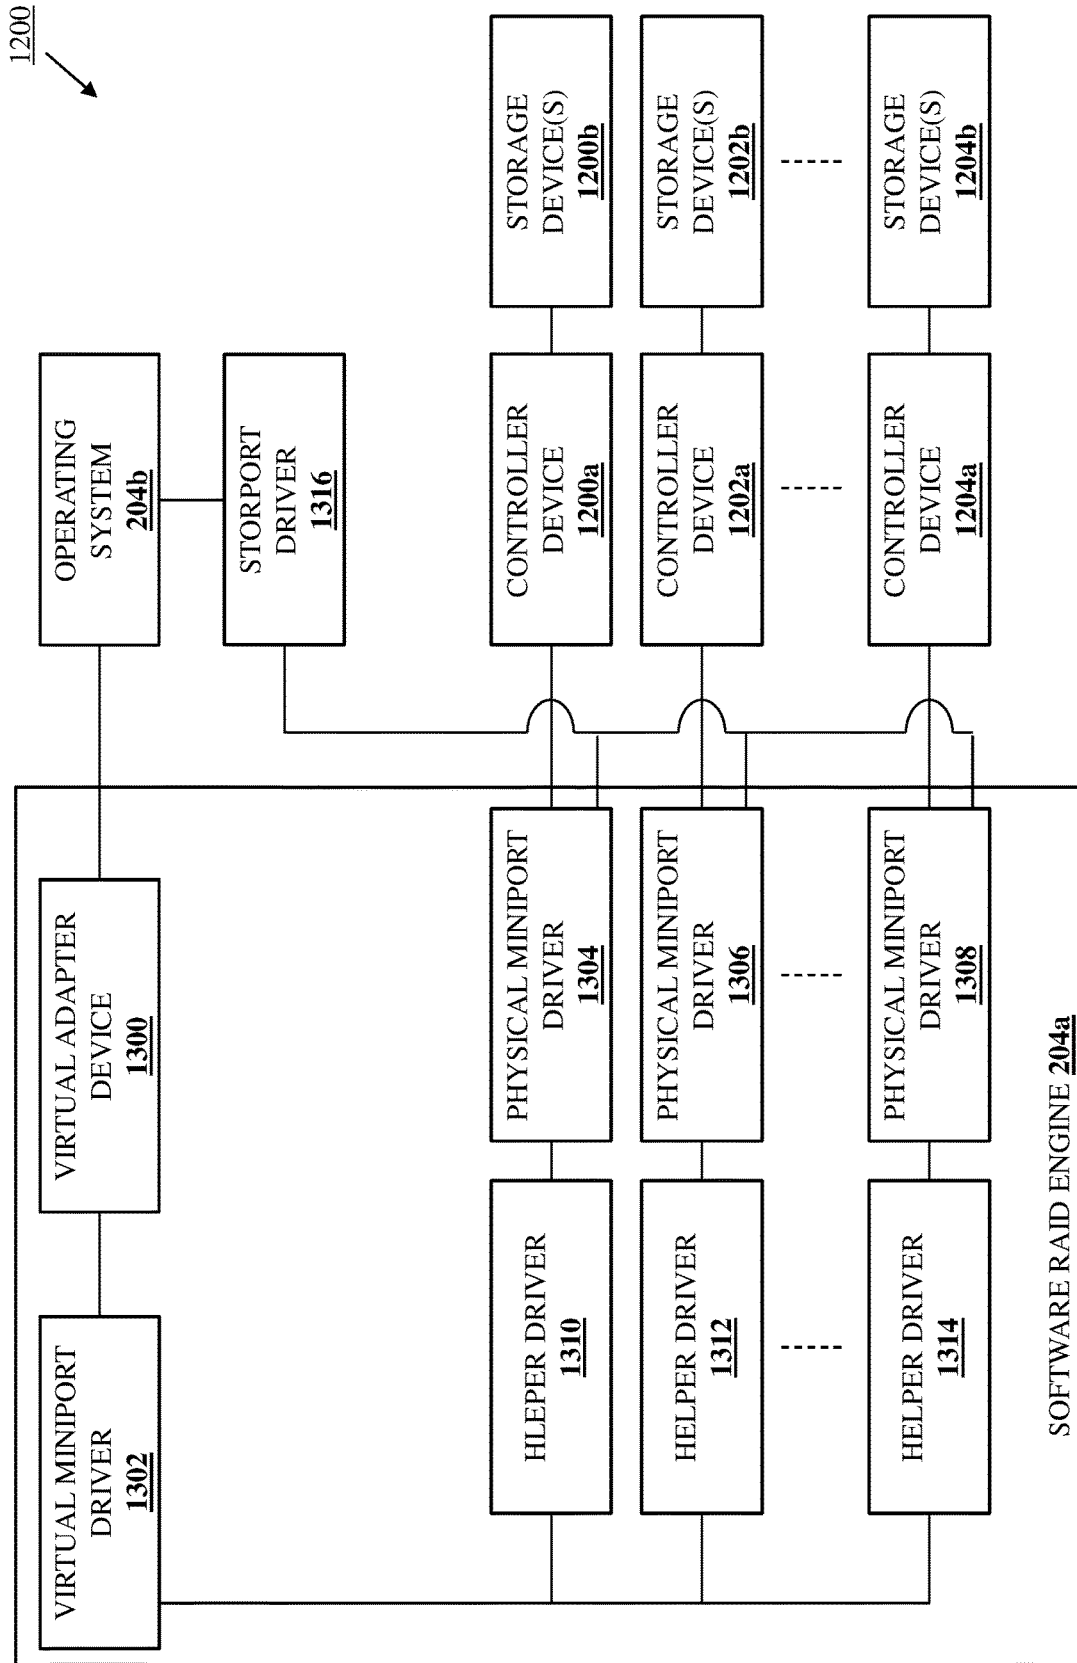 1200
VIRTUAL MINIPORT
DRIVER
1302
VIRTUAL ADAPTER
DEVICE
1300
OPERATING
SYSTEM
204b
STORPORT
DRIVER
1316
HLEPER DRIVER
1310
PHYSICAL MINIPORT
DRIVER
1304
CONTROLLER
DEVICE
1200a
STORAGE
DEVICE(S)
1200b
HELPER DRIVER
1312
PHYSICAL MINIPORT
DRIVER
1306
CONTROLLER
DEVICE
1202a
STORAGE
DEVICE(S)
1202b
HELPER DRIVER
1314
PHYSICAL MINIPORT
DRIVER
1308
CONTROLLER
DEVICE
1204a
STORAGE
DEVICE(S)
1204b
SOFTWARE RAID ENGINE 204a